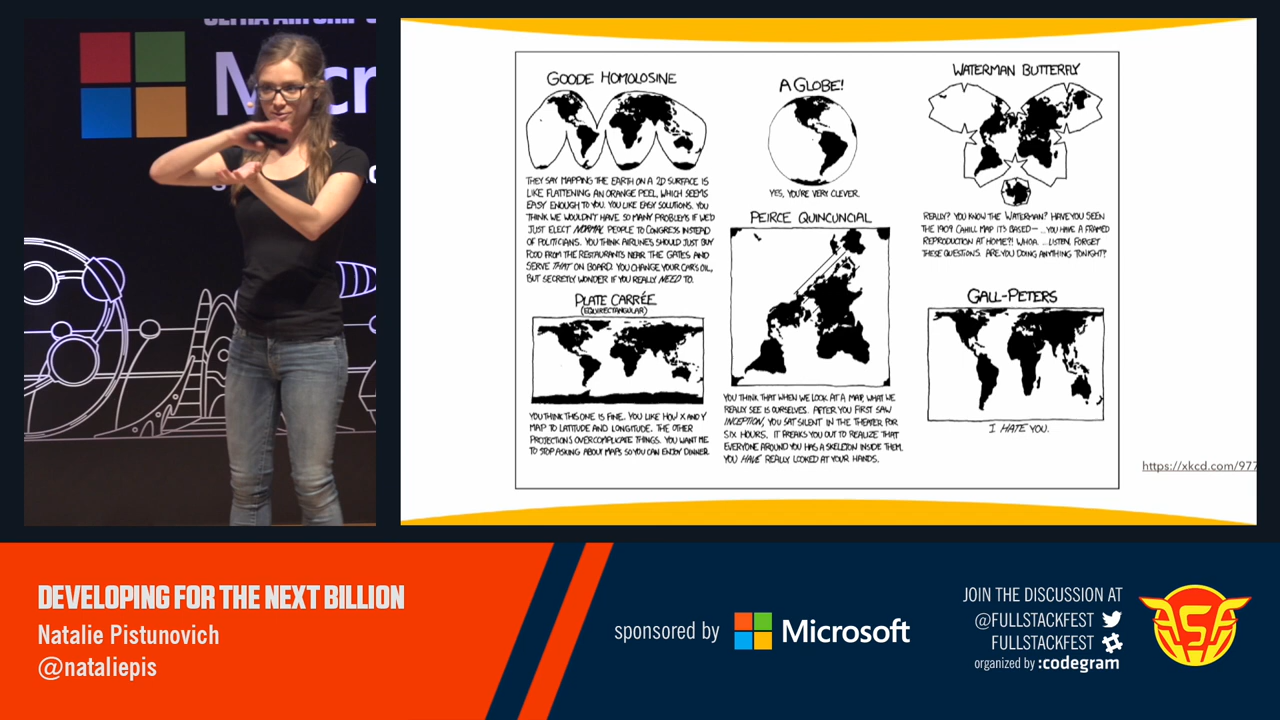 Micr
GOODE HOMOLOSINE
THEY SAY MAPPING THE EARTH ON A 2D SURFACE IS
LIKE FLATTENING AN ORANGE PEEL, WHICH SEEMS
EASY ENOUGH TO YOU. YOU LIKE EASY SOLUTIONS. YOU
THINK WE WOULDN'T HAVE SO MANY PROBLEMS IF WE'D
JUST ELECT NORMAL PEOPLE TO CONGRESS INSTEAD
OF POLITICIANS. YOU THINK AIRLINES SHOULD JUST BUY
FOOD FROM THE RESTAURANTS NEAR THE GATES AND
SERVE THAT ON BOARD. YOU CHANGE YOUR CAR'S OIL,
BUT SECRETLY WONDER IF YOU REALLY NEED TO.
PLATE CARRÉE
(EQUIRECTANGULAR)
YOU THINK THIS ONE IS FINE. YOU LIKE HOW X AND Y
MAP TO LATITUDE AND LONGITUDE. THE OTHER
PROJECTIONS OVERCOMPLICATE THINGS. YOU WANT ME
TO STOP ASKING ABOUT MAPS SO YOU CAN ENJOY DINNER.
A GLOBE!
YES, YOU'RE VERY CLEVER.
PEIRCE QUINCUNCIAL
YOU THINK THAT WHEN WE LOOK AT A MAP, WHAT WE
REALLY SEE IS OURSELVES. AFTER YOU FIRST SAW
INCEPTION, YOU SAT SILENT IN THE THEATER FOR
SIX HOURS. IT FREAKS YOU OUT TO REALIZE THAT
EVERYONE AROUND YOU HAS A SKELETON INSIDE THEM.
YOU HAVE REALLY LOOKED AT YOUR HANDS.
WATERMAN BUTTERFLY
REALLY? YOU KNOW THE WATERMAN? HAVE YOU SEEN
THE 1909 CAHILL MAP IT'S BASED— ...YOU HAVE A FRAMED
REPRODUCTION AT HOME?! WHOA. ...LISTEN, FORGET
THESE QUESTIONS. ARE YOU DOING ANYTHING TONIGHT?
GALL-PETERS
I HATE YOU.
https://xkcd.com/977
DEVELOPING FOR THE NEXT BILLION
Natalie Pistunovich
@nataliepis
sponsored by Microsoft
JOIN THE DISCUSSION AT
@FULLSTACKFEST
FULLSTACKFEST
organized by :codegram
FSF